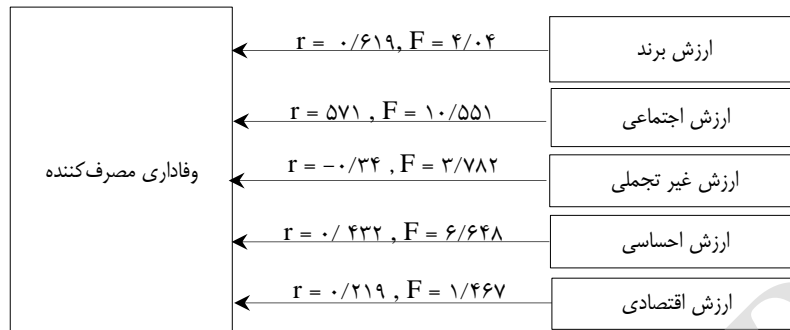 ارزش برند
r = ۰/۶۱۹, F = ۴/۰۴
ارزش اجتماعی
r = ۵۷۱ , F = ۱۰/۵۵۱
وفاداری مصرف‌کننده
ارزش غیر تجملی
r = −۰/۳۴ , F = ۳/۷۸۲
ارزش احساسی
r = ۰/ ۴۳۲ , F = ۶/۶۴۸
ارزش اقتصادی
r = ۰/۲۱۹ , F = ۱/۴۶۷